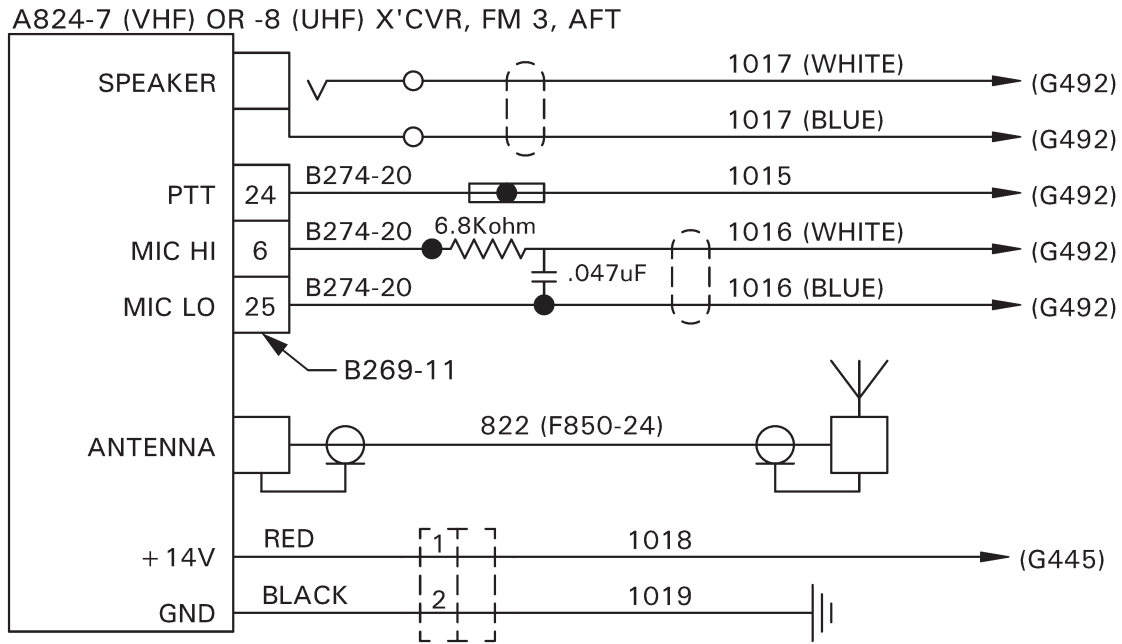 A824-7 (VHF) OR -8 (UHF) X'CVR, FM 3, AFT
SPEAKER 1017 (WHITE) (G492)
1017 (BLUE) (G492)
PTT 24 B274-20 1015 (G492)
MIC HI 6 B274-20 6.8Kohm 1016 (WHITE) (G492)
.047uF
MIC LO 25 B274-20 1016 (BLUE) (G492)
B269-11
ANTENNA 822 (F850-24)
+14V RED 1 1018 (G445)
GND BLACK 2 1019